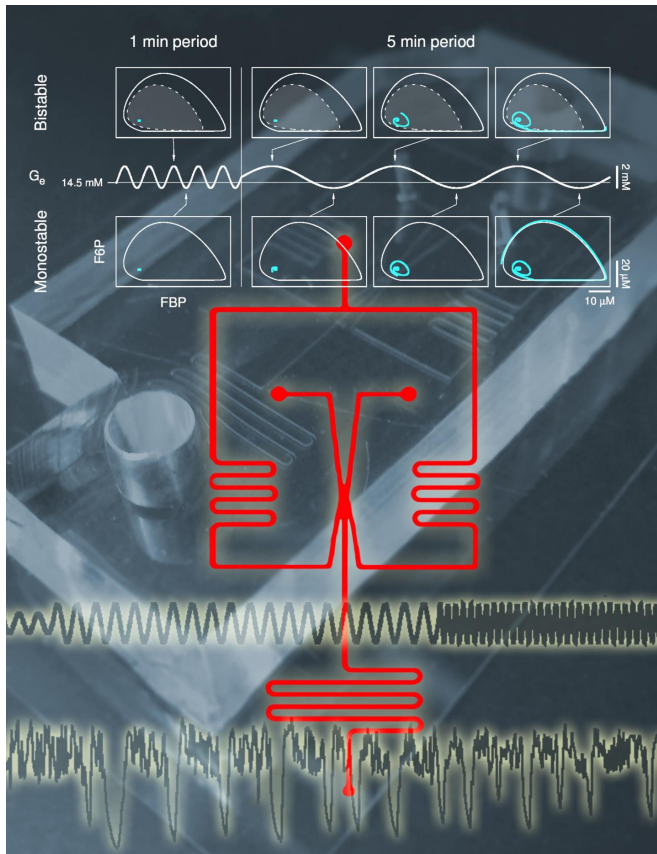 1 min period
5 min period
Bistable
Gₑ
14.5 mM
2 mM
Monostable
F6P
20 µM
FBP
10 µM